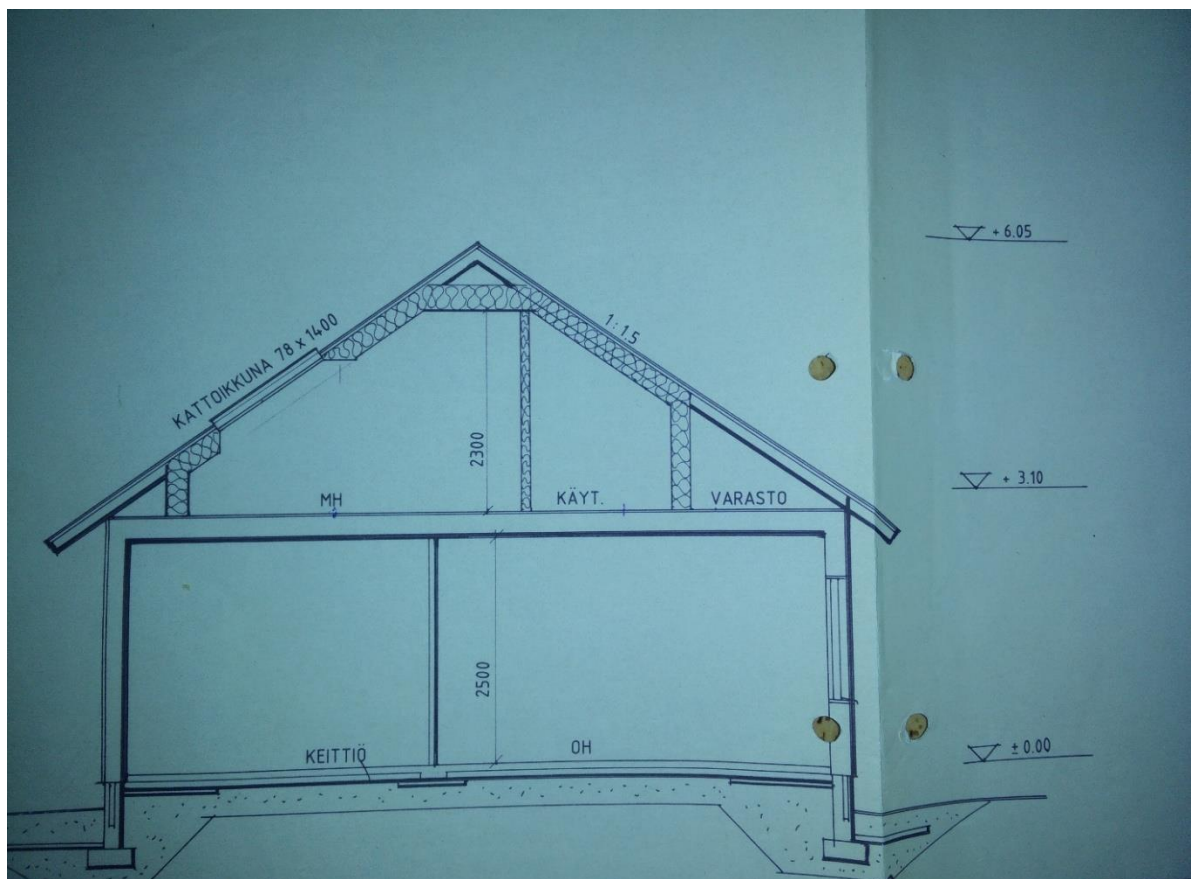 + 6.05
1 : 1.5
KATTOIKKUNA 78 x 1400
2300
+ 3.10
MH
KÄYT.
VARASTO
2500
± 0.00
OH
KEITTIÖ